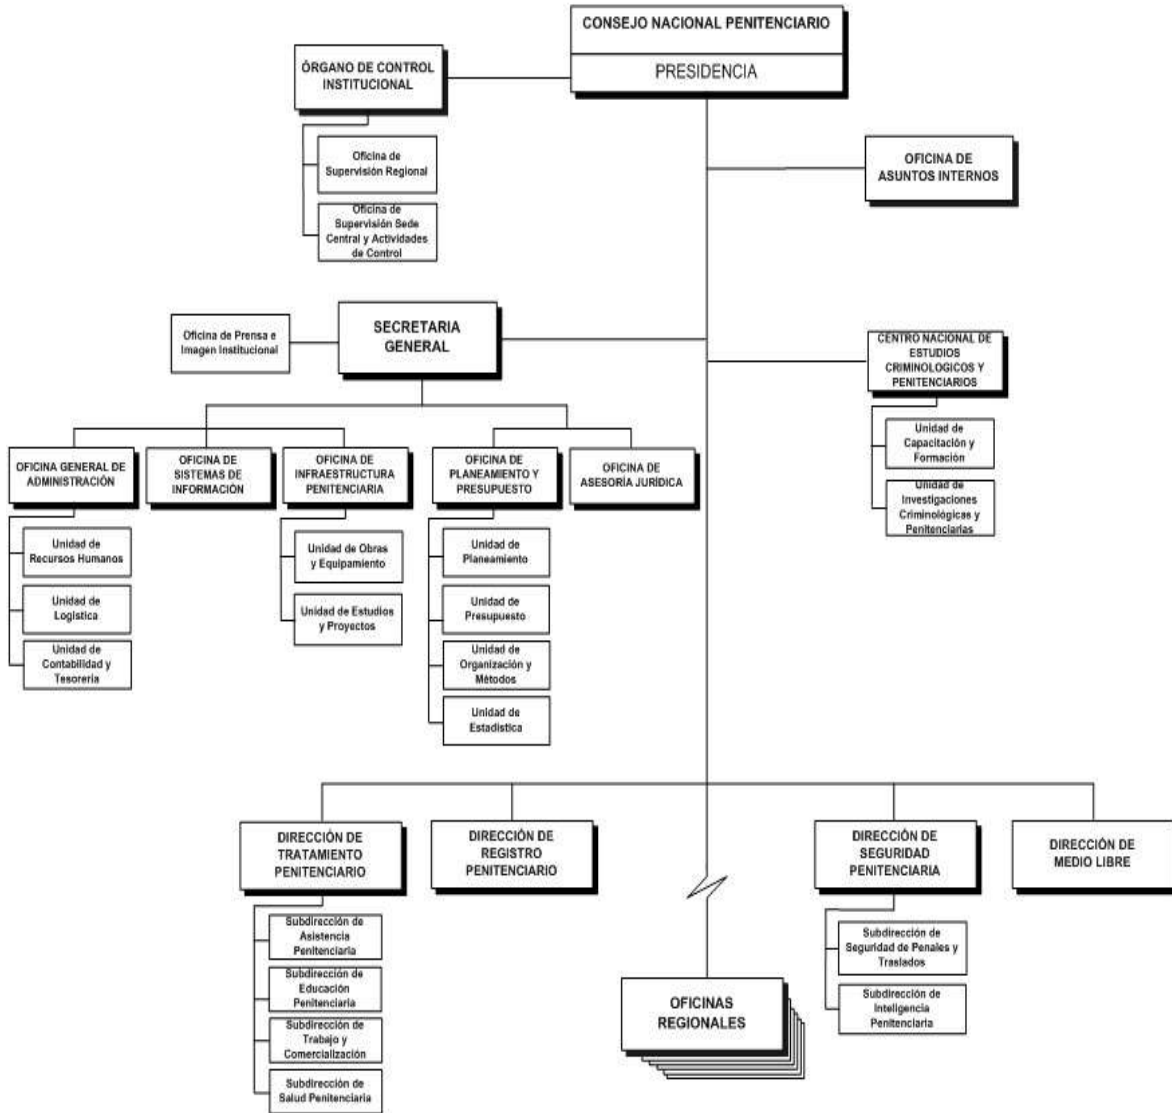 CONSEJO NACIONAL PENITENCIARIO
PRESIDENCIA
ÓRGANO DE CONTROL
INSTITUCIONAL
Oficina de
Supervisión Regional
Oficina de
Supervisión Sede
Central y Actividades
de Control
OFICINA DE
ASUNTOS INTERNOS
Oficina de Prensa e
Imagen Institucional
SECRETARIA
GENERAL
CENTRO NACIONAL DE
ESTUDIOS
CRIMINOLOGICOS Y
PENITENCIARIOS
Unidad de
Capacitación y
Formación
Unidad de
Investigaciones
Criminológicas y
Penitenciarias
OFICINA GENERAL DE
ADMINISTRACIÓN
Unidad de
Recursos Humanos
Unidad de
Logística
Unidad de
Contabilidad y
Tesorería
OFICINA DE
SISTEMAS DE
INFORMACIÓN
OFICINA DE
INFRAESTRUCTURA
PENITENCIARIA
Unidad de Obras
y Equipamiento
Unidad de Estudios
y Proyectos
OFICINA DE
PLANEAMIENTO Y
PRESUPUESTO
Unidad de
Planeamiento
Unidad de
Presupuesto
Unidad de
Organización y
Métodos
Unidad de
Estadística
OFICINA DE
ASESORÍA JURÍDICA
DIRECCIÓN DE
TRATAMIENTO
PENITENCIARIO
Subdirección de
Asistencia
Penitenciaria
Subdirección de
Educación
Penitenciaria
Subdirección de
Trabajo y
Comercialización
Subdirección de
Salud Penitenciaria
DIRECCIÓN DE
REGISTRO
PENITENCIARIO
OFICINAS
REGIONALES
DIRECCIÓN DE
SEGURIDAD
PENITENCIARIA
Subdirección de
Seguridad de Penales y
Traslados
Subdirección de
Inteligencia
Penitenciaria
DIRECCIÓN DE
MEDIO LIBRE